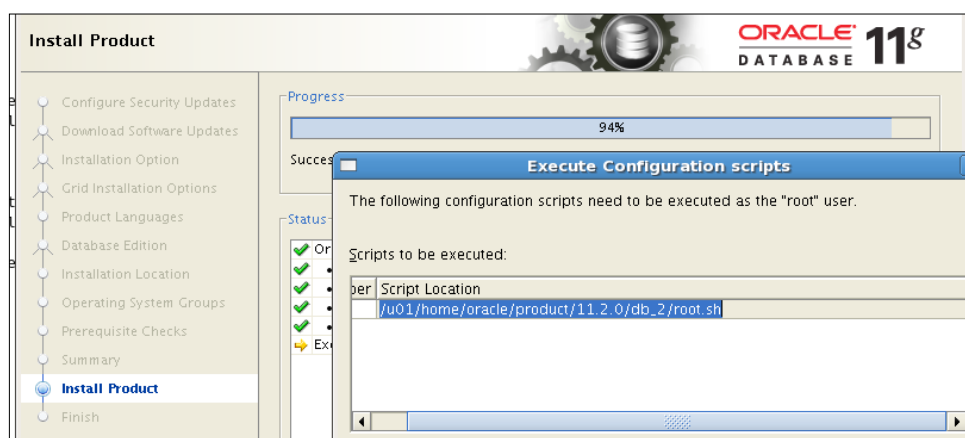 Install Product
ORACLE
DATABASE
11g
Configure Security Updates
Download Software Updates
Installation Option
Grid Installation Options
Product Languages
Database Edition
Installation Location
Operating System Groups
Prerequisite Checks
Summary
Install Product
Finish
Progress
94%
Succes
Status
Or
Exe
Execute Configuration scripts
The following configuration scripts need to be executed as the "root" user.
Scripts to be executed:
ber Script Location
/u01/home/oracle/product/11.2.0/db_2/root.sh